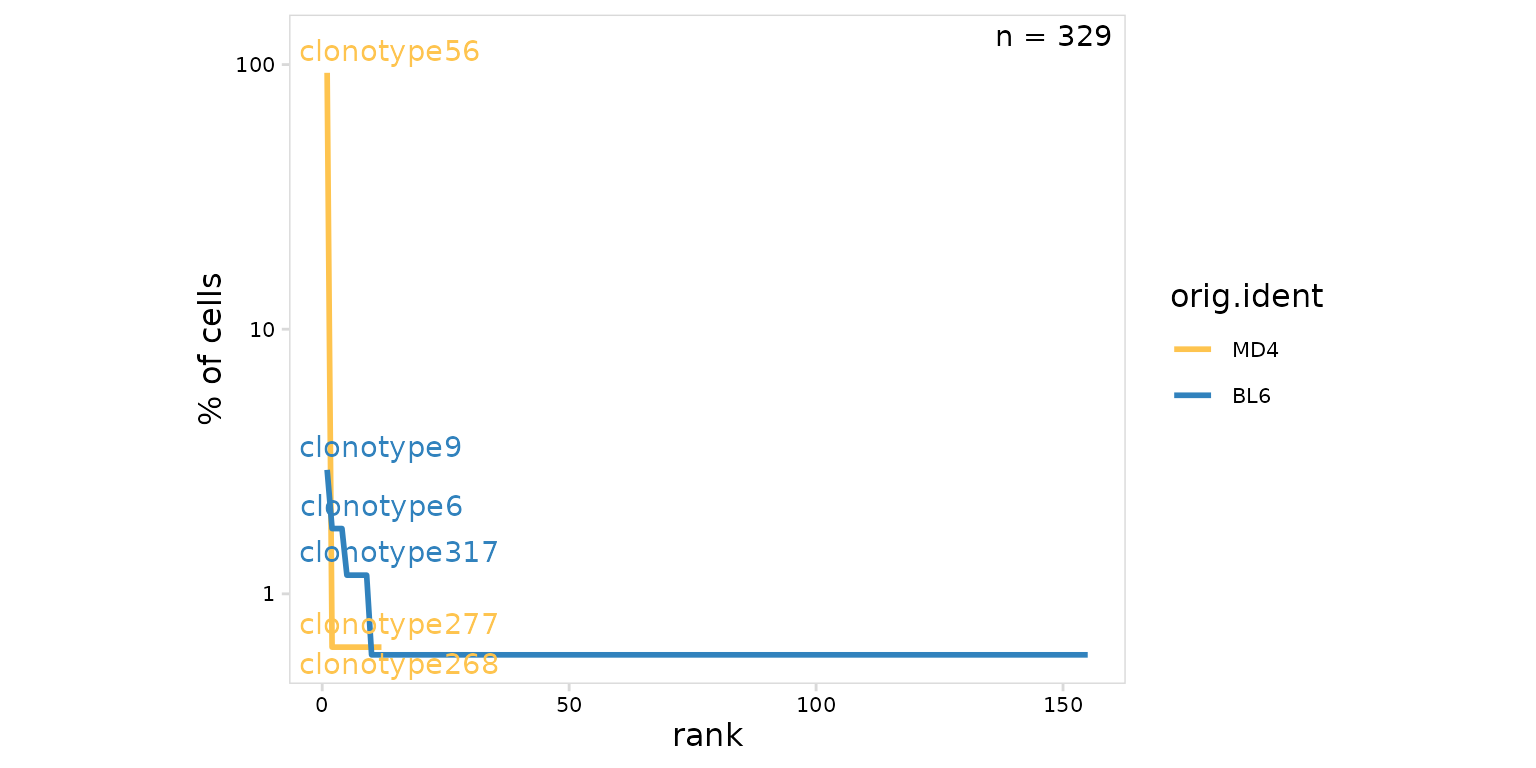 n = 329
clonotype56
100
10
1
% of cells
clonotype9
clonotype6
clonotype317
clonotype277
clonotype268
0
50
100
150
rank
orig.ident
MD4
BL6